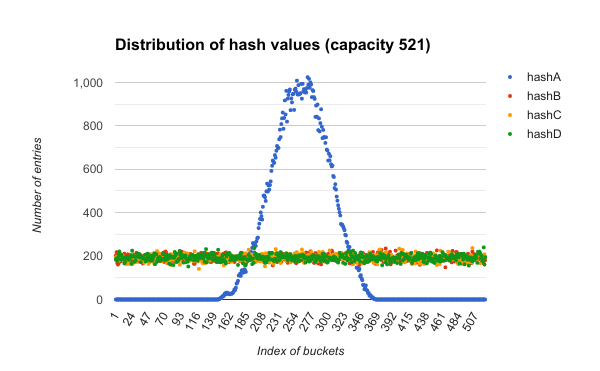 Distribution of hash values (capacity 521)
1,000
800
600
400
200
0
Number of entries
1 24 47 70 93 116 139 162 185 208 231 254 277 300 323 346 369 392 415 438 461 484 507
Index of buckets
hashA
hashB
hashC
hashD